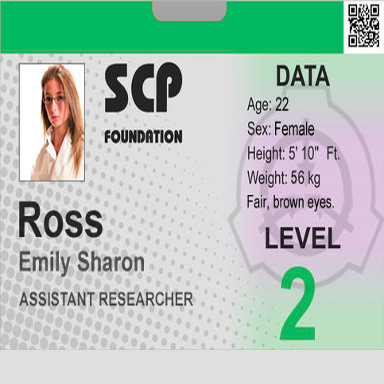 SCP
FOUNDATION
Ross
Emily Sharon
ASSISTANT RESEARCHER
DATA
Age: 22
Sex: Female
Height: 5' 10" Ft.
Weight: 56 kg
Fair, brown eyes.
LEVEL
2